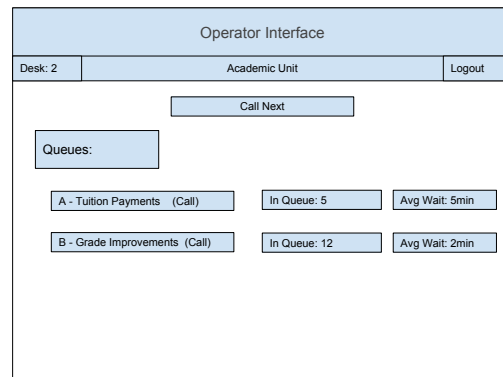 Operator Interface
Desk: 2 Academic Unit Logout
Call Next
Queues:
A - Tuition Payments (Call) In Queue: 5 Avg Wait: 5min
B - Grade Improvements (Call) In Queue: 12 Avg Wait: 2min